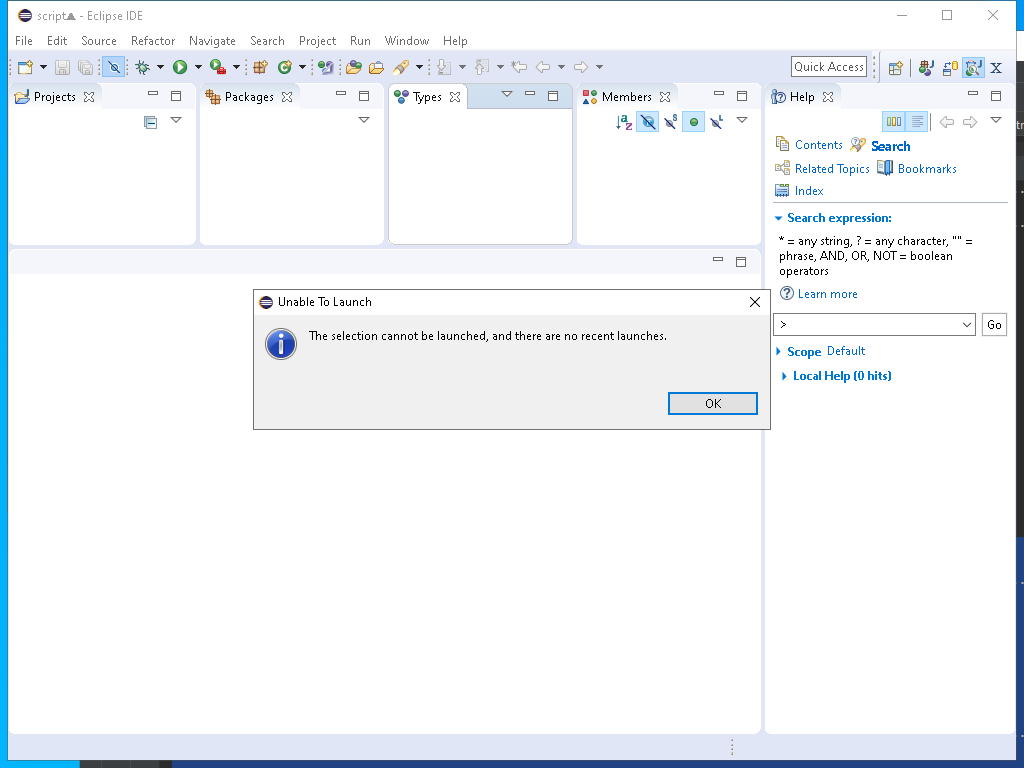 script▲ - Eclipse IDE
File Edit Source Refactor Navigate Search Project Run Window Help
Quick Access
Projects
Packages
Types
Members
Help
Contents
Search
Related Topics
Bookmarks
Index
Search expression:
* = any string, ? = any character, "" =
phrase, AND, OR, NOT = boolean
operators
Learn more
>
Go
Scope Default
Local Help (0 hits)
Unable To Launch
The selection cannot be launched, and there are no recent launches.
OK